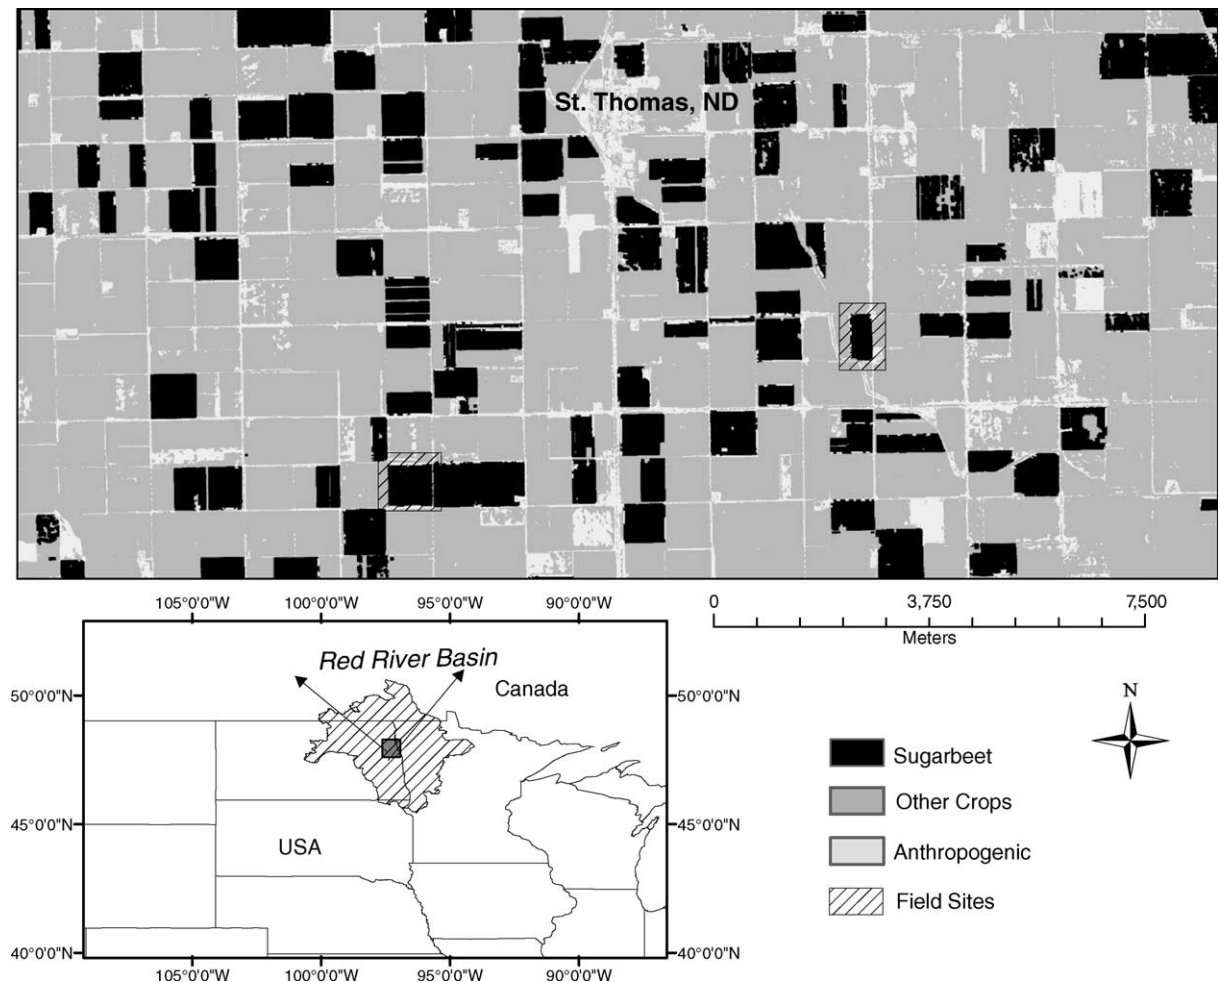 St. Thomas, ND
105°0'0"W 100°0'0"W 95°0'0"W 90°0'0"W
0 3,750 7,500
Meters
Red River Basin
Canada
50°0'0"N 50°0'0"N
N
Sugarbeet
Other Crops
45°0'0"N 45°0'0"N
USA
Anthropogenic
Field Sites
40°0'0"N 40°0'0"N
105°0'0"W 100°0'0"W 95°0'0"W 90°0'0"W